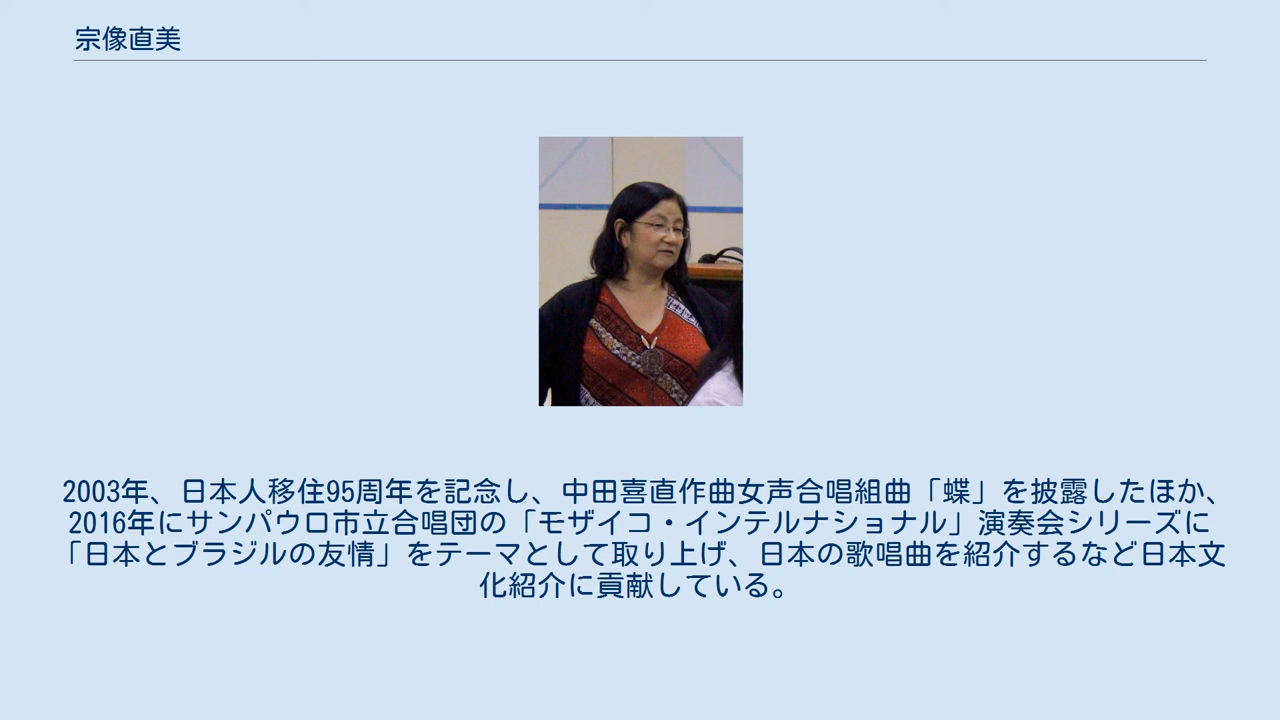 宗像直美
2003年、日本人移住95周年を記念し、中田喜直作曲女声合唱組曲「蝶」を披露したほか、
2016年にサンパウロ市立合唱団の「モザイコ・インテルナショナル」演奏会シリーズに
「日本とブラジルの友情」をテーマとして取り上げ、日本の歌唱曲を紹介するなど日本文
化紹介に貢献している。